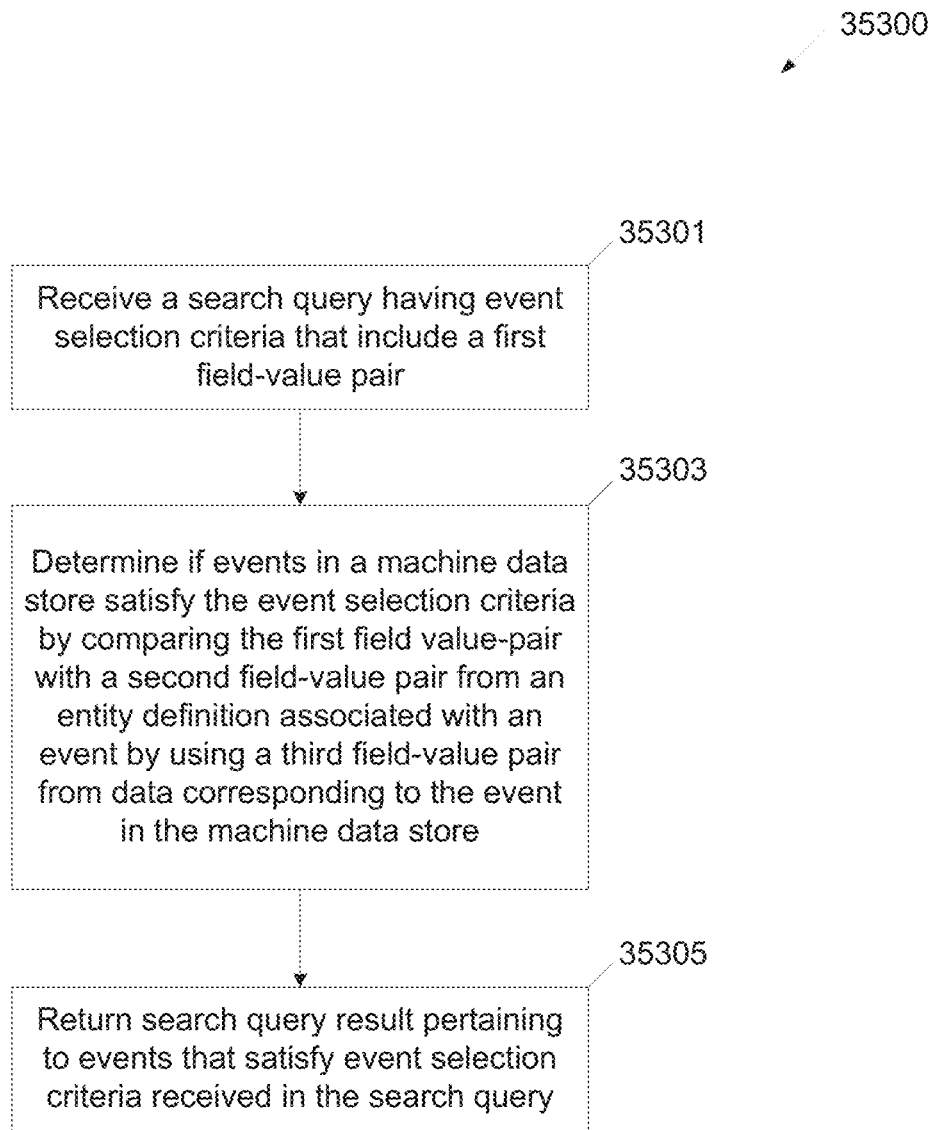 35300
35301
Receive a search query having event
selection criteria that include a first
field-value pair
35303
Determine if events in a machine data
store satisfy the event selection criteria
by comparing the first field value-pair
with a second field-value pair from an
entity definition associated with an
event by using a third field-value pair
from data corresponding to the event
in the machine data store
35305
Return search query result pertaining
to events that satisfy event selection
criteria received in the search query